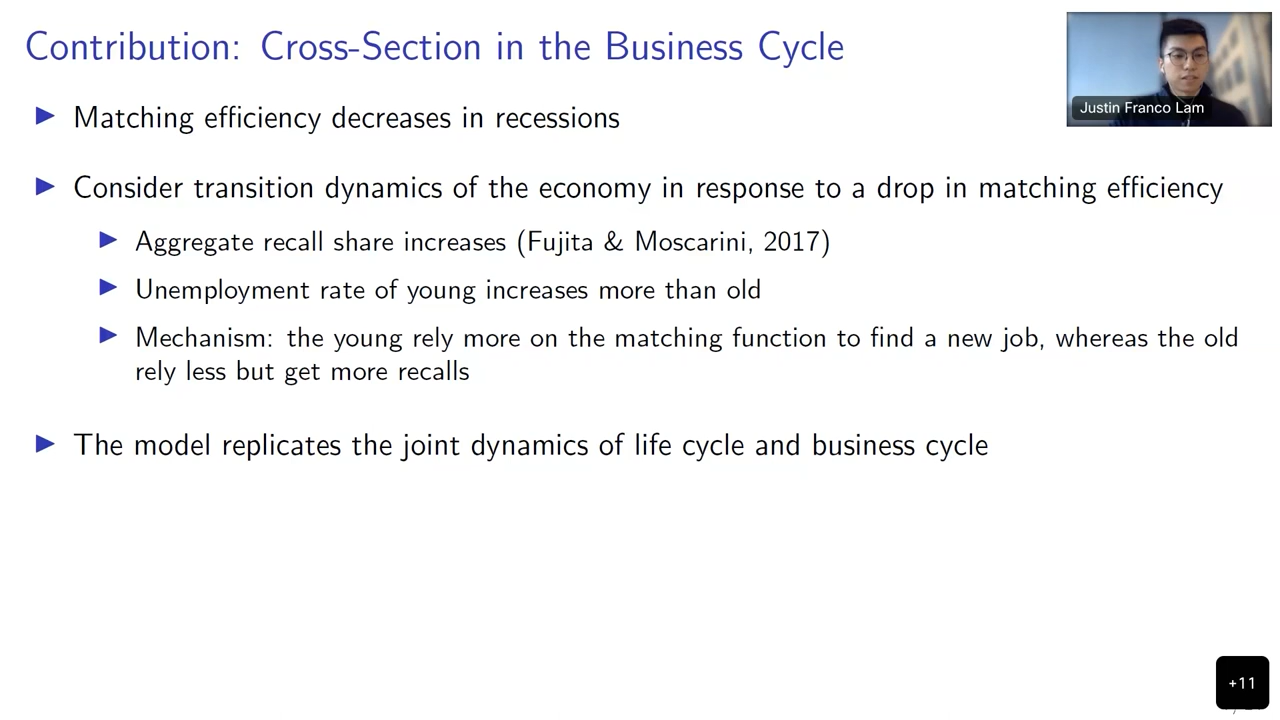 Contribution: Cross-Section in the Business Cycle
Justin Franco Lam
Matching efficiency decreases in recessions
Consider transition dynamics of the economy in response to a drop in matching efficiency
Aggregate recall share increases (Fujita & Moscarini, 2017)
Unemployment rate of young increases more than old
Mechanism: the young rely more on the matching function to find a new job, whereas the old
rely less but get more recalls
The model replicates the joint dynamics of life cycle and business cycle
+11